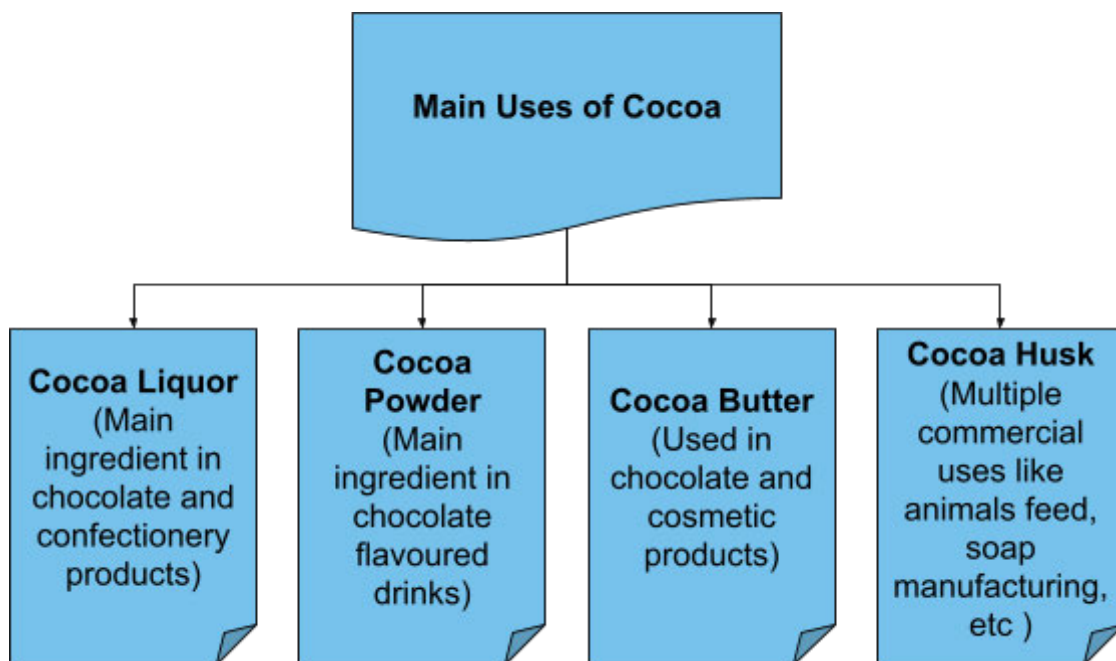 Main Uses of Cocoa
Cocoa Liquor
(Main
ingredient in
chocolate and
confectionery
products)
Cocoa
Powder
(Main
ingredient in
chocolate
flavoured
drinks)
Cocoa Butter
(Used in
chocolate and
cosmetic
products)
Cocoa Husk
(Multiple
commercial
uses like
animals feed,
soap
manufacturing,
etc )